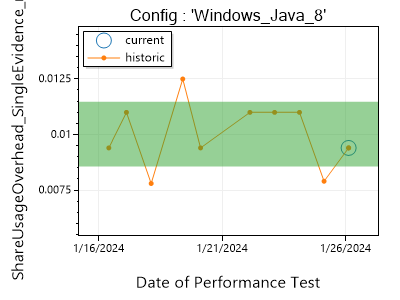 Config : 'Windows_Java_8'
current
historic
ShareUsageOverhead_SingleEvidence_
0.0125
0.01
0.0075
1/16/2024
1/21/2024
1/26/2024
Date of Performance Test